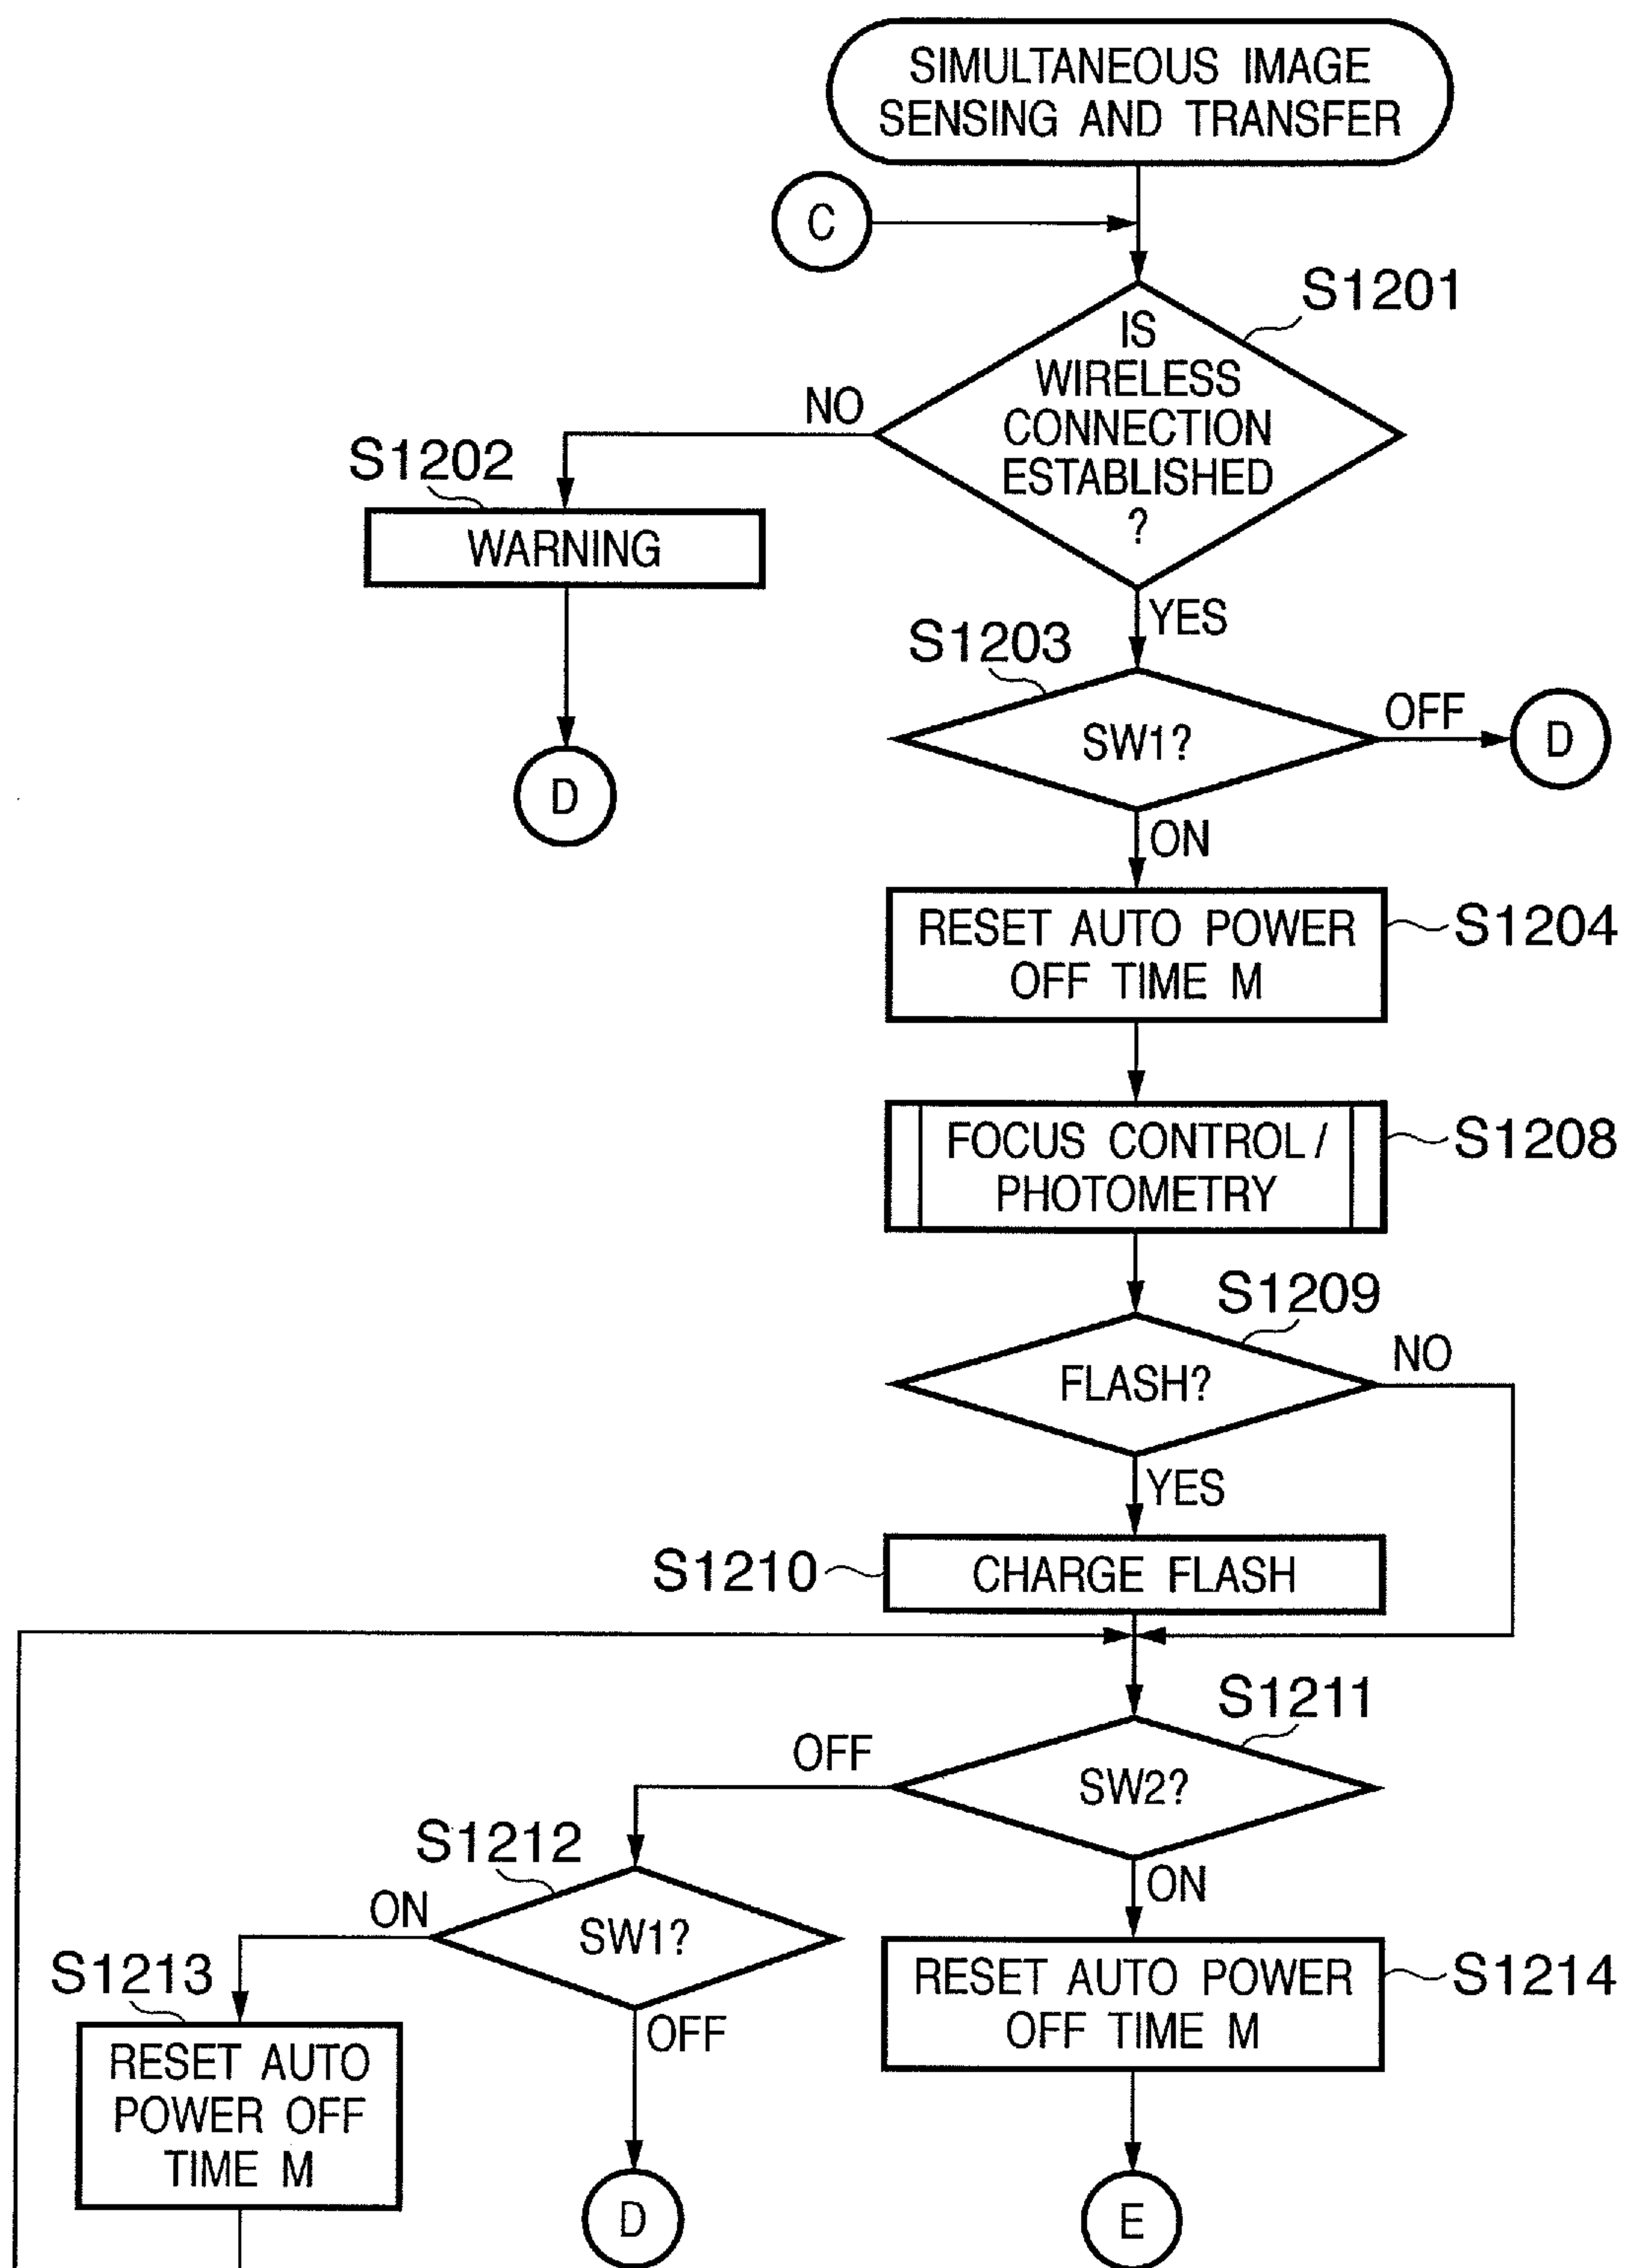 SIMULTANEOUS IMAGE
SENSING AND TRANSFER
C
S1201
IS
WIRELESS
CONNECTION
ESTABLISHED
?
NO
S1202
WARNING
YES
S1203
SW1?
OFF
D
D
ON
RESET AUTO POWER
OFF TIME M
S1204
FOCUS CONTROL/
PHOTOMETRY
S1208
S1209
FLASH?
NO
YES
S1210
CHARGE FLASH
S1211
OFF
SW2?
S1212
ON
ON
SW1?
S1213
RESET AUTO POWER
OFF TIME M
S1214
OFF
RESET AUTO
POWER OFF
TIME M
D
E